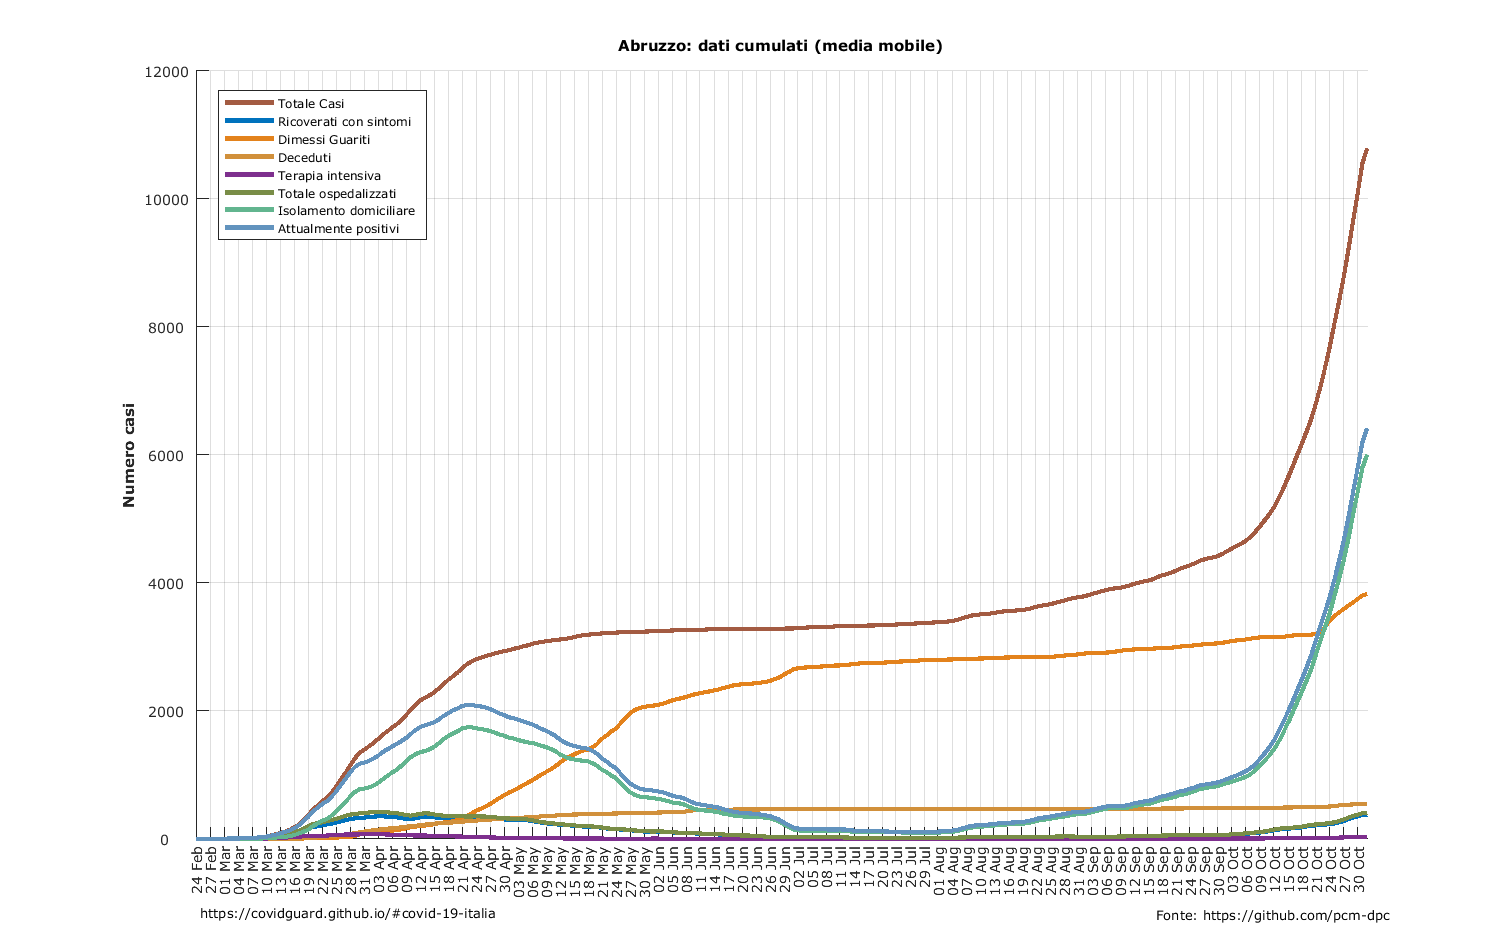 Abruzzo: dati cumulati (media mobile)
12000
10000
8000
6000
4000
2000
0
Numero casi
Totale Casi
Ricoverati con sintomi
Dimessi Guariti
Deceduti
Terapia intensiva
Totale ospedalizzati
Isolamento domiciliare
Attualmente positivi
24 Feb
27 Feb
01 Mar
04 Mar
07 Mar
10 Mar
13 Mar
16 Mar
19 Mar
22 Mar
25 Mar
28 Mar
31 Mar
03 Apr
06 Apr
09 Apr
12 Apr
15 Apr
18 Apr
21 Apr
24 Apr
27 Apr
30 Apr
03 May
06 May
09 May
12 May
15 May
18 May
21 May
24 May
27 May
30 May
02 Jun
05 Jun
08 Jun
11 Jun
14 Jun
17 Jun
20 Jun
23 Jun
26 Jun
29 Jun
02 Jul
05 Jul
08 Jul
11 Jul
14 Jul
17 Jul
20 Jul
23 Jul
26 Jul
29 Jul
01 Aug
04 Aug
07 Aug
10 Aug
13 Aug
16 Aug
19 Aug
22 Aug
25 Aug
28 Aug
31 Aug
03 Sep
06 Sep
09 Sep
12 Sep
15 Sep
18 Sep
21 Sep
24 Sep
27 Sep
30 Sep
03 Oct
06 Oct
09 Oct
12 Oct
15 Oct
18 Oct
21 Oct
24 Oct
27 Oct
30 Oct
https://covidguard.github.io/#covid-19-italia
Fonte: https://github.com/pcm-dpc